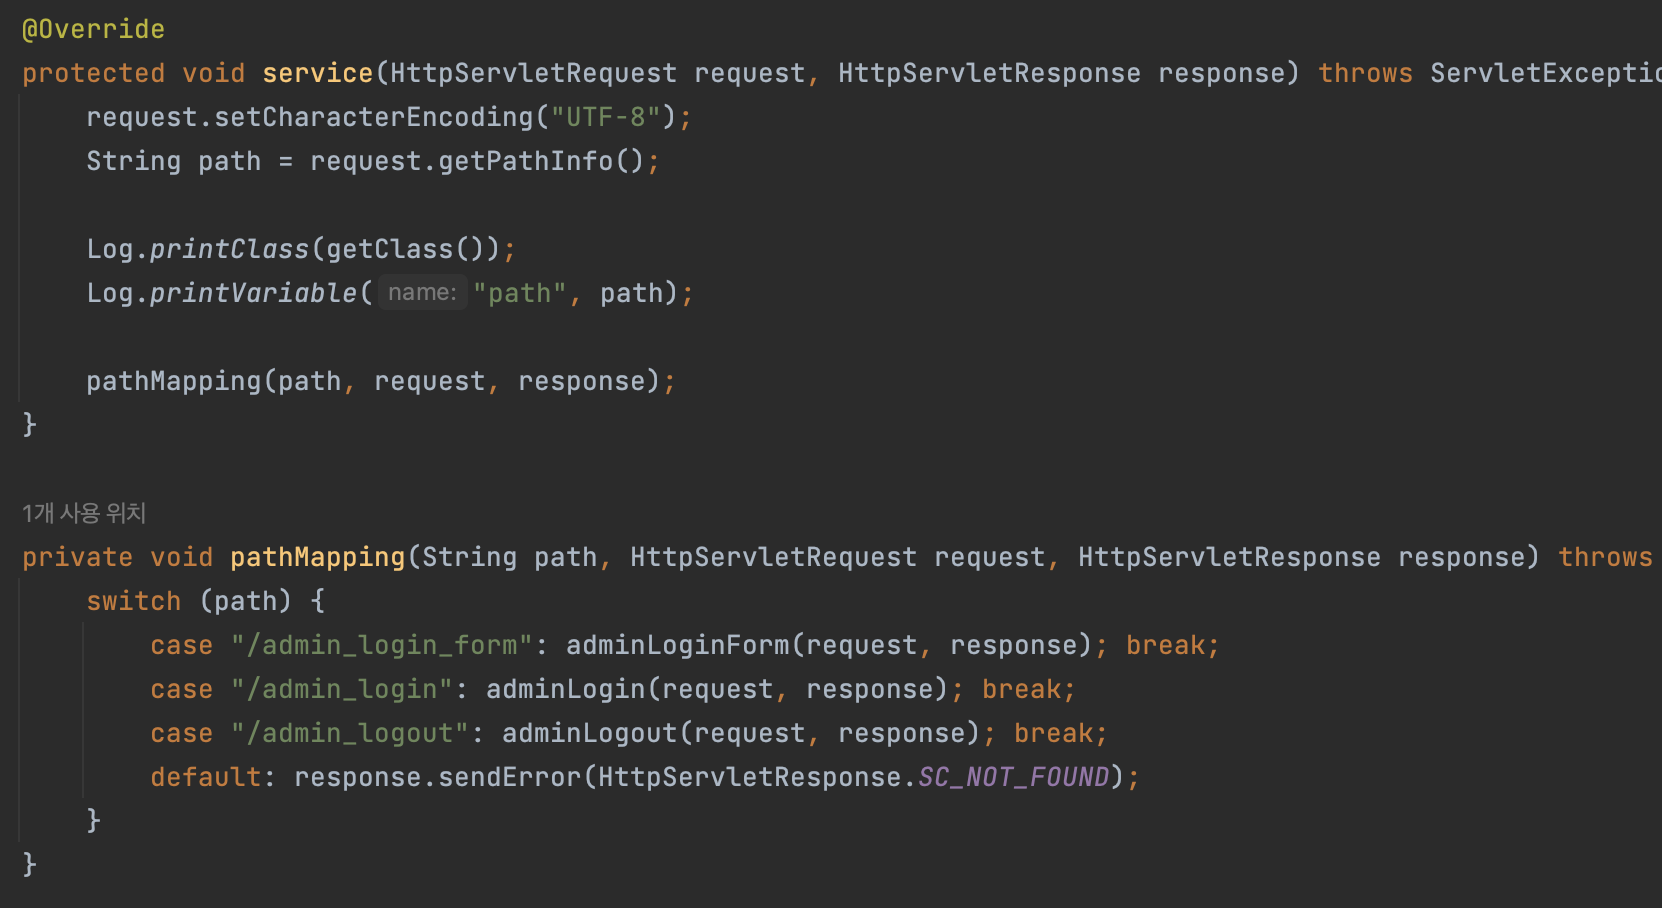 @Override
protected void service(HttpServletRequest request, HttpServletResponse response) throws ServletExceptio
request.setCharacterEncoding("UTF-8");
String path = request.getPathInfo();
Log.printClass(getClass());
Log.printVariable( name: "path", path);
pathMapping(path, request, response);
}
1개 사용 위치
private void pathMapping(String path, HttpServletRequest request, HttpServletResponse response) throws
switch (path) {
case "/admin_login_form": adminLoginForm(request, response); break;
case "/admin_login": adminLogin(request, response); break;
case "/admin_logout": adminLogout(request, response); break;
default: response.sendError(HttpServletResponse.SC_NOT_FOUND);
}
}